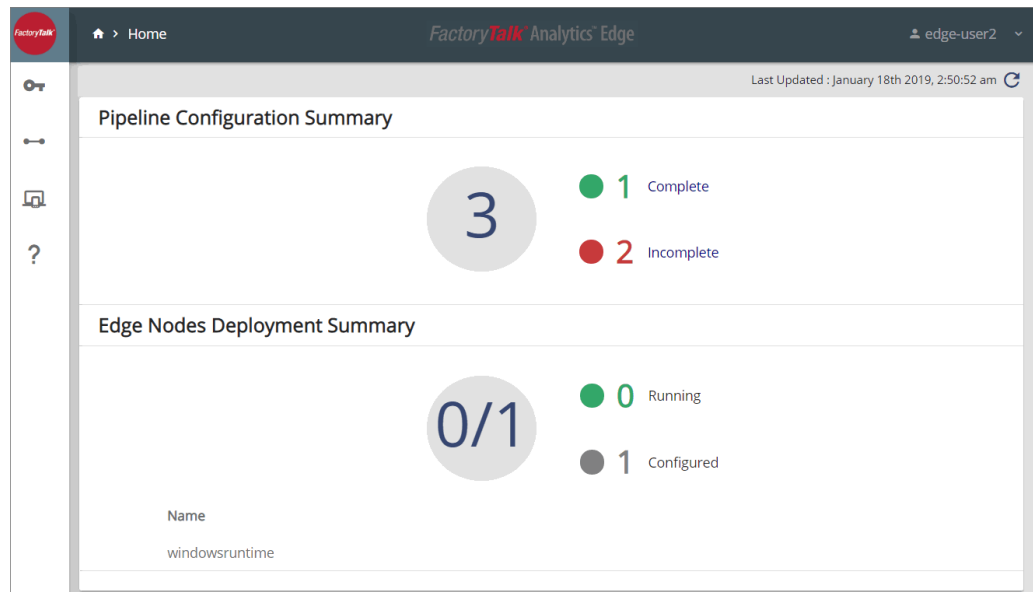 FactoryTalk
> Home
FactoryTalk® Analytics™ Edge
edge-user2
Last Updated : January 18th 2019, 2:50:52 am
Pipeline Configuration Summary
3
1 Complete
2 Incomplete
Edge Nodes Deployment Summary
0/1
0 Running
1 Configured
Name
windowsruntime
?